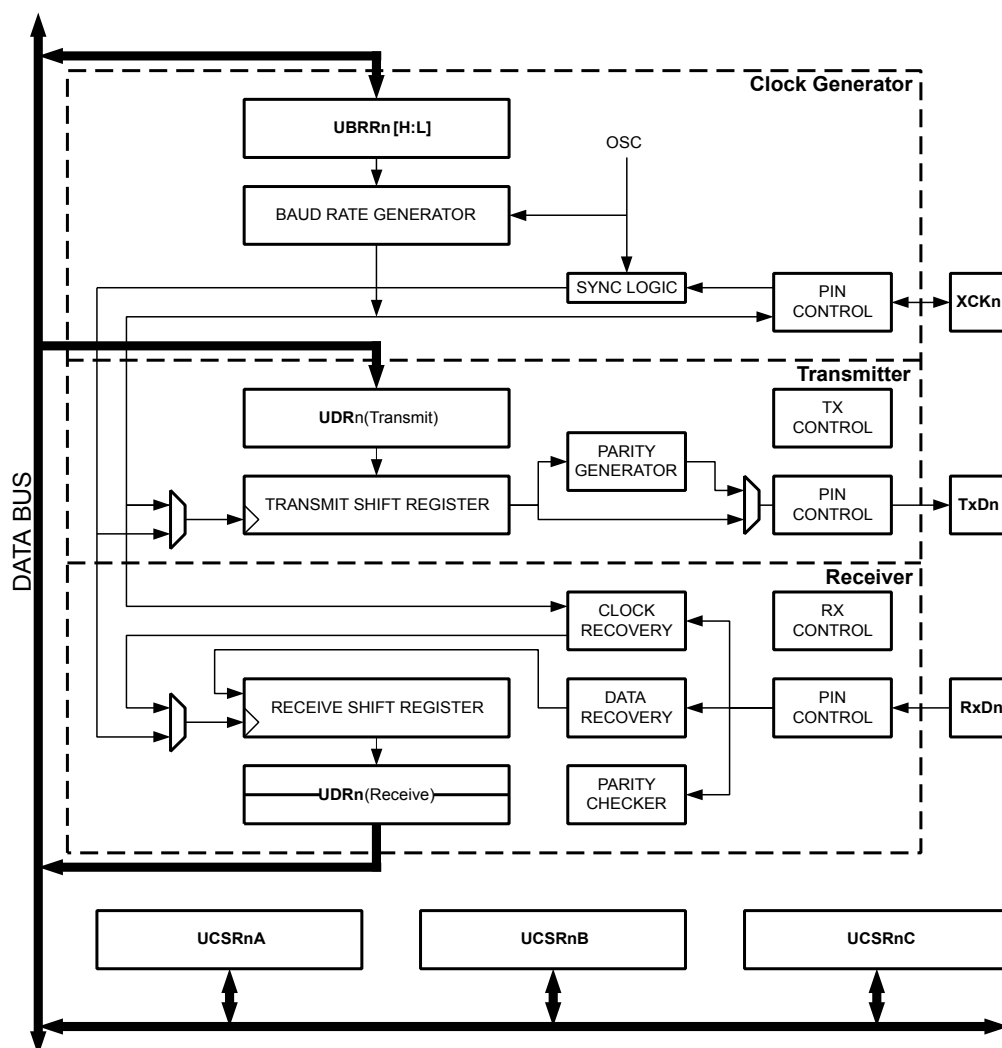 Clock Generator
UBRRn [H:L]
OSC
BAUD RATE GENERATOR
SYNC LOGIC
PIN
CONTROL
XCKn
Transmitter
UDRn(Transmit)
TX
CONTROL
PARITY
GENERATOR
TRANSMIT SHIFT REGISTER
PIN
CONTROL
TxDn
DATA BUS
Receiver
CLOCK
RECOVERY
RX
CONTROL
RECEIVE SHIFT REGISTER
DATA
RECOVERY
PIN
CONTROL
RxDn
UDRn(Receive)
PARITY
CHECKER
UCSRnA
UCSRnB
UCSRnC